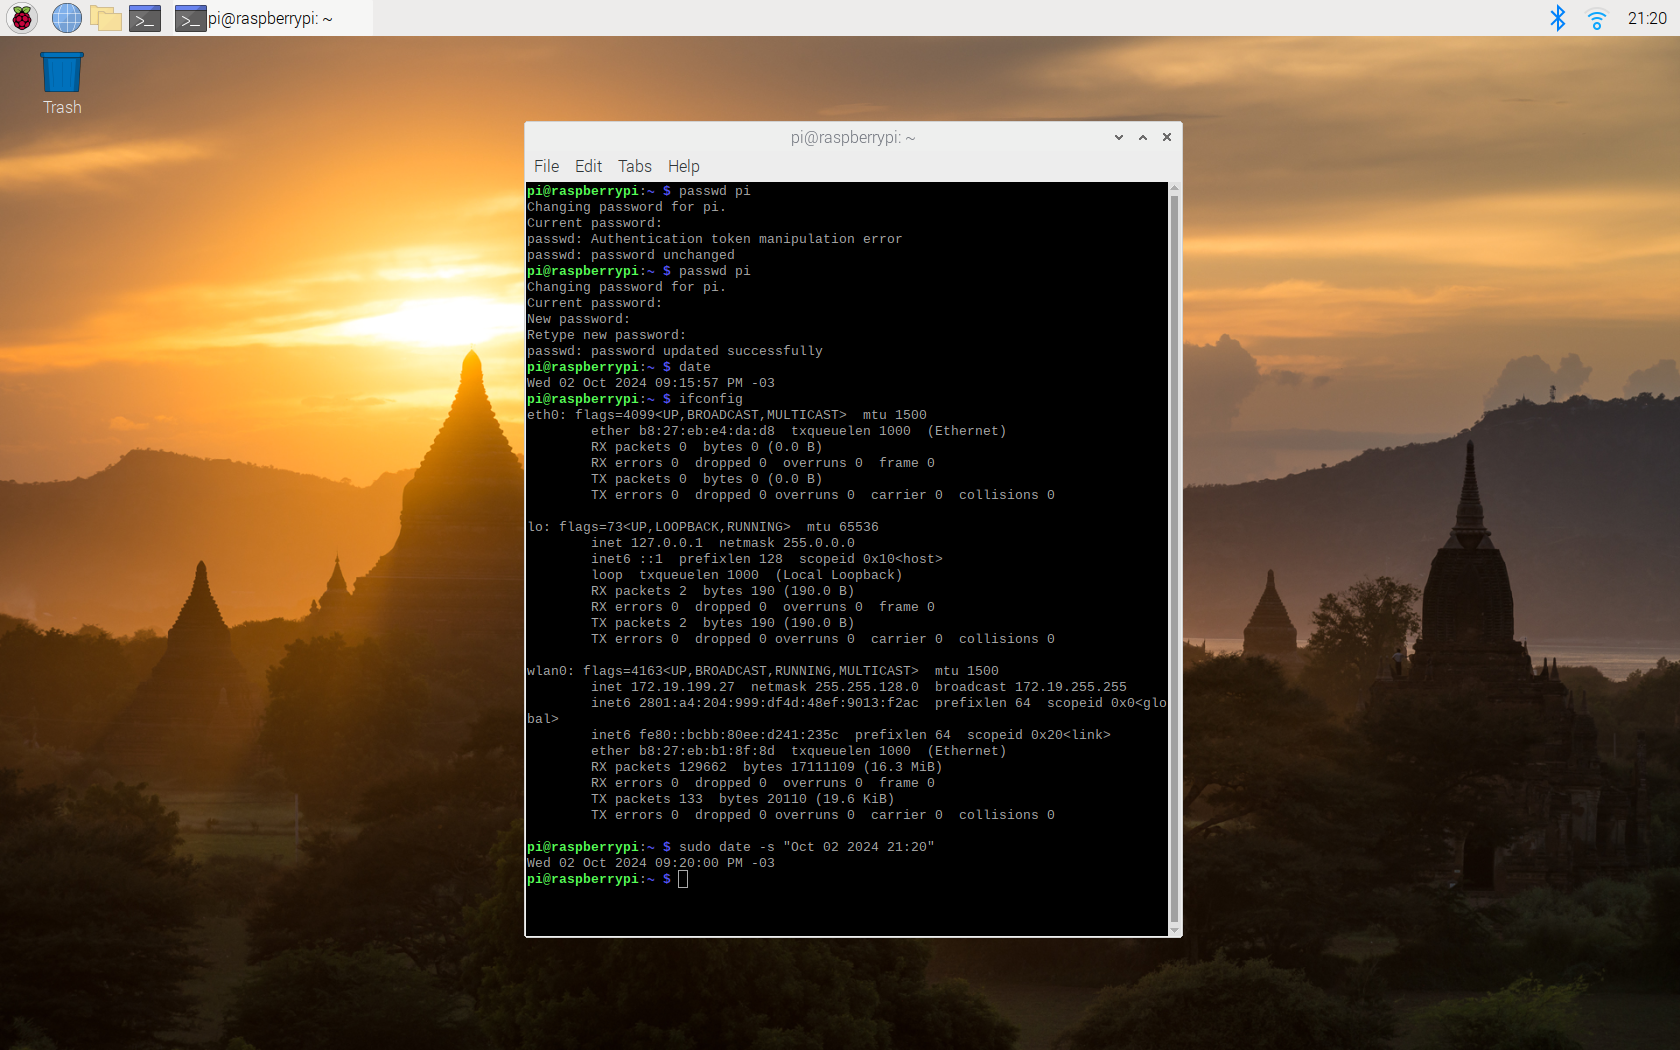 pi@raspberrypi: ~
21:20
Trash
pi@raspberrypi: ~
File Edit Tabs Help
pi@raspberrypi:~ $ passwd pi
Changing password for pi.
Current password:
passwd: Authentication token manipulation error
passwd: password unchanged
pi@raspberrypi:~ $ passwd pi
Changing password for pi.
Current password:
New password:
Retype new password:
passwd: password updated successfully
pi@raspberrypi:~ $ date
Wed 02 Oct 2024 09:15:57 PM -03
pi@raspberrypi:~ $ ifconfig
eth0: flags=4099<UP,BROADCAST,MULTICAST>  mtu 1500
        ether b8:27:eb:e4:da:d8  txqueuelen 1000  (Ethernet)
        RX packets 0  bytes 0 (0.0 B)
        RX errors 0  dropped 0  overruns 0  frame 0
        TX packets 0  bytes 0 (0.0 B)
        TX errors 0  dropped 0 overruns 0  carrier 0  collisions 0
lo: flags=73<UP,LOOPBACK,RUNNING>  mtu 65536
        inet 127.0.0.1  netmask 255.0.0.0
        inet6 ::1  prefixlen 128  scopeid 0x10<host>
        loop  txqueuelen 1000  (Local Loopback)
        RX packets 2  bytes 190 (190.0 B)
        RX errors 0  dropped 0  overruns 0  frame 0
        TX packets 2  bytes 190 (190.0 B)
        TX errors 0  dropped 0 overruns 0  carrier 0  collisions 0
wlan0: flags=4163<UP,BROADCAST,RUNNING,MULTICAST>  mtu 1500
        inet 172.19.199.27  netmask 255.255.128.0  broadcast 172.19.255.255
        inet6 2801:a4:204:999:df4d:48ef:9013:f2ac  prefixlen 64  scopeid 0x0<glo
bal>
        inet6 fe80::bcbb:80ee:d241:235c  prefixlen 64  scopeid 0x20<link>
        ether b8:27:eb:b1:8f:8d  txqueuelen 1000  (Ethernet)
        RX packets 129662  bytes 17111109 (16.3 MiB)
        RX errors 0  dropped 0  overruns 0  frame 0
        TX packets 133  bytes 20110 (19.6 KiB)
        TX errors 0  dropped 0 overruns 0  carrier 0  collisions 0
pi@raspberrypi:~ $ sudo date -s "Oct 02 2024 21:20"
Wed 02 Oct 2024 09:20:00 PM -03
pi@raspberrypi:~ $